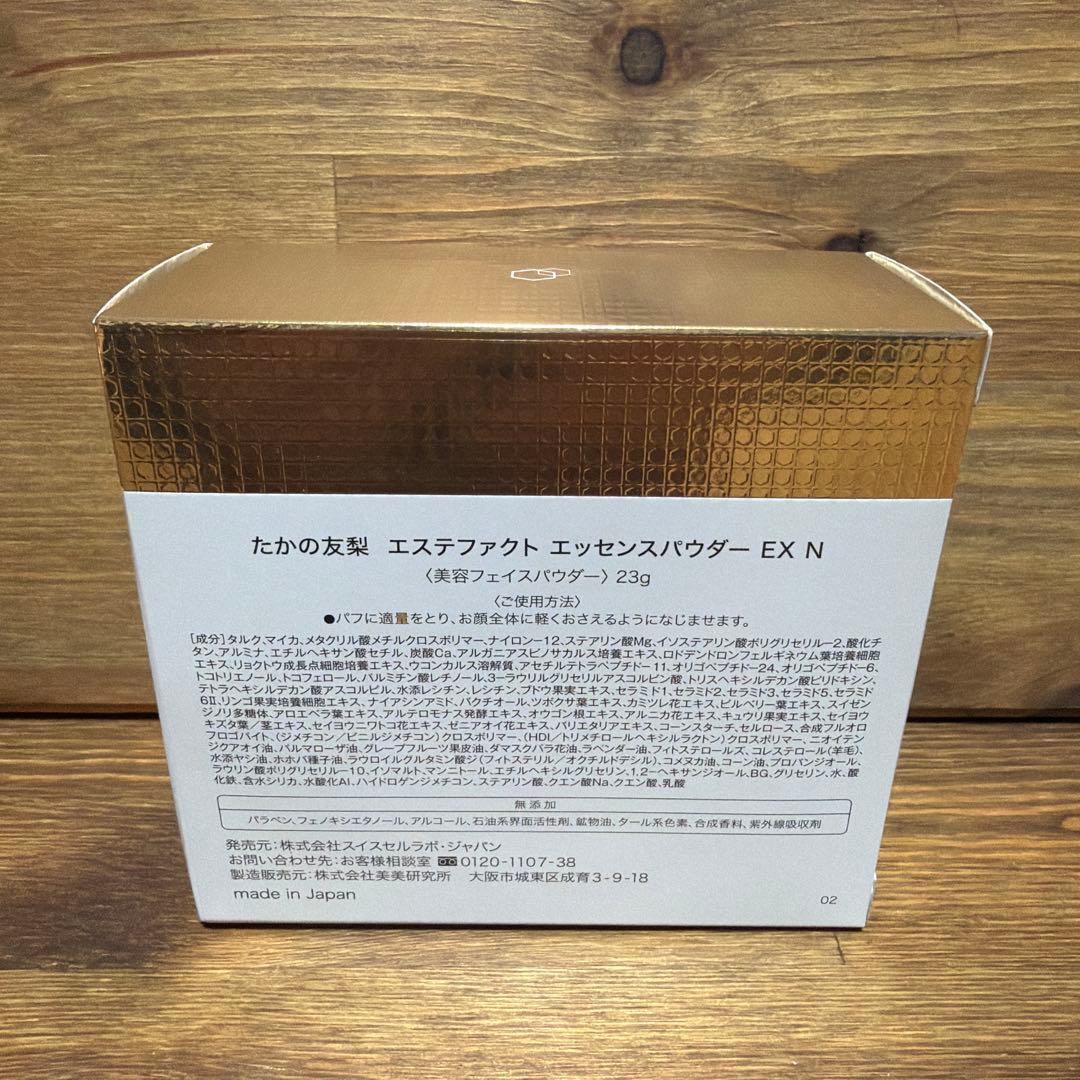 たかの友梨 エステファクト エッセンスパウダー EX N
〈美容フェイスパウダー〉23g
〈ご使用方法〉
●パフに適量をとり、お顔全体に軽くおさえるようになじませます。
[成分]タルク、マイカ、メタクリル酸メチルクロスポリマー、ナイロン-12、ステアリン酸Mg、イソステアリン酸ポリグリセリル-2、酸化チ
タン、アルミナ、エチルヘキサン酸セチル、炭酸Ca、アルガニアスピノサカルス培養エキス、ロドデンドロンフェルギネウム葉培養細胞
エキス、リョクトウ成長点細胞培養エキス、ウコンカルス溶解質、アセチルテトラペプチド-11、オリゴペプチド-24、オリゴペプチド-6、
トコトリエノール、トコフェロール、パルミチン酸レチノール、3-ラウリルグリセリルアスコルビン酸、トリスヘキシルデカン酸ピリドキシン、
テトラヘキシルデカン酸アスコルビル、水添レシチン、レシチン、ブドウ果実エキス、セラミド1、セラミド2、セラミド3、セラミド5、セラミド
6Ⅱ、リンゴ果実培養細胞エキス、ナイアシンアミド、バクチオール、ツボクサ葉エキス、カミツレ花エキス、ビルベリー葉エキス、スイゼン
ジノリ多糖体、アロエベラ葉エキス、アルテロモナス発酵エキス、オウゴン根エキス、アルニカ花エキス、キュウリ果実エキス、セイヨウ
キズタ葉/茎エキス、セイヨウニワトコ花エキス、ゼニアオイ花エキス、パリエタリアエキス、コーンスターチ、セルロース、合成フルオロ
フロゴパイト、(ジメチコン/ビニルジメチコン)クロスポリマー、(HDI/トリメチロールヘキシルラクトン)クロスポリマー、ニオイテン
ジクアオイ油、パルマローザ油、グレープフルーツ果皮油、ダマスクバラ花油、ラベンダー油、フィトステロールズ、コレステロール(羊毛)、
水添ヤシ油、ホホバ種子油、ラウロイルグルタミン酸ジ(フィトステリル/オクチルドデシル)、コメヌカ油、コーン油、プロパンジオール、
ラウリン酸ポリグリセリル-10、イソマルト、マンニトール、エチルヘキシルグリセリン、1,2-ヘキサンジオール、BG、グリセリン、水、酸
化鉄、含水シリカ、水酸化Al、ハイドロゲンジメチコン、ステアリン酸、クエン酸Na、クエン酸、乳酸
無添加
パラベン、フェノキシエタノール、アルコール、石油系界面活性剤、鉱物油、タール系色素、合成香料、紫外線吸収剤
発売元:株式会社スイスセルラボ・ジャパン
お問い合わせ先:お客様相談室 0120-1107-38
製造販売元:株式会社美美研究所 大阪市城東区成育3-9-18
made in Japan
02